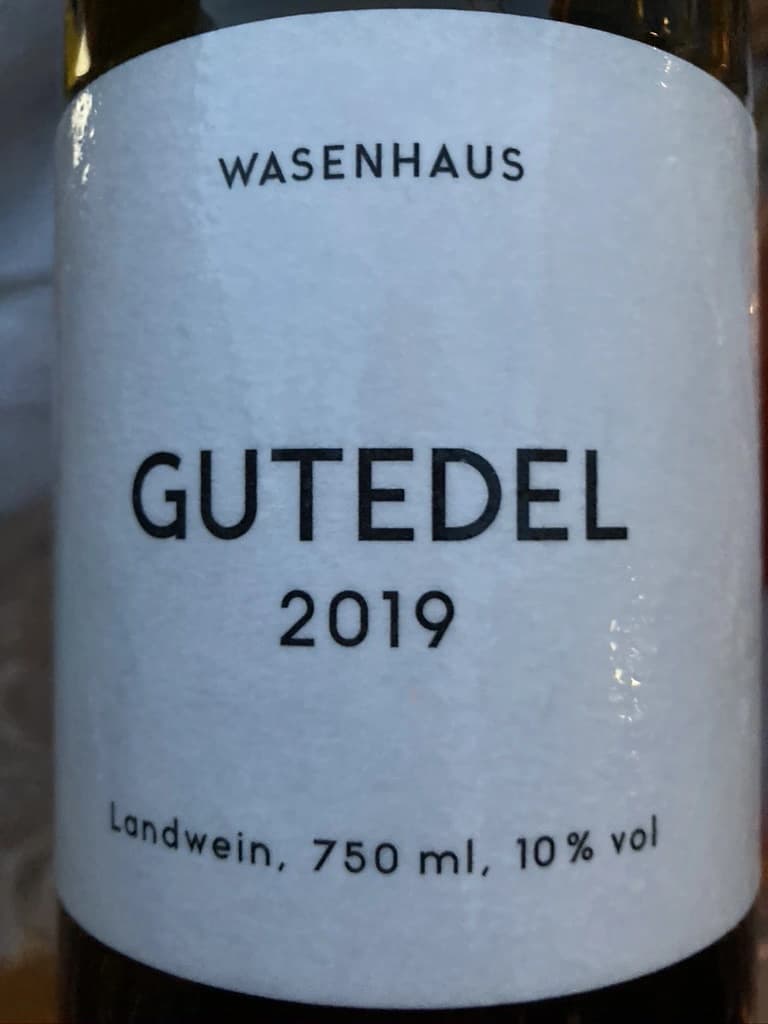 WASENHAUS
GUTEDEL
2019
Landwein, 750 ml, 10% vol